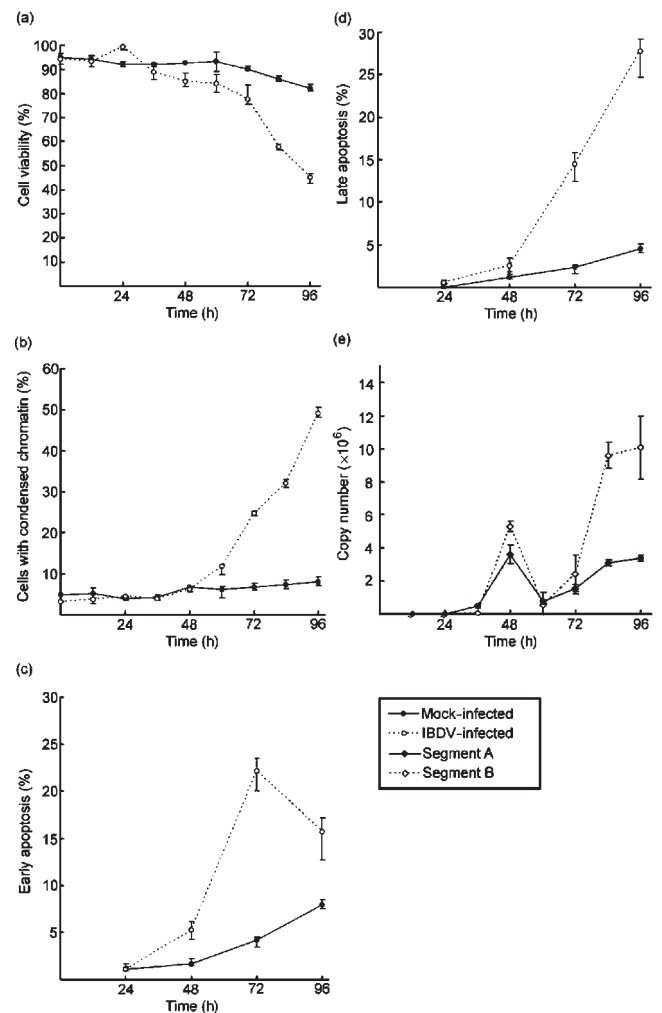 (a)
Cell viability (%)
100
90
80
70
60
50
40
30
20
10
24 48 72 96
Time (h)
(b)
Cells with condensed chromatin (%)
60
50
40
30
20
10
24 48 72 96
Time (h)
(c)
Early apoptosis (%)
30
25
20
15
10
5
24 48 72 96
Time (h)
(d)
Late apoptosis (%)
30
25
20
15
10
5
24 48 72 96
Time (h)
(e)
Copy number (×10⁶)
14
12
10
8
6
4
2
24 48 72 96
Time (h)
Mock-infected
IBDV-infected
Segment A
Segment B